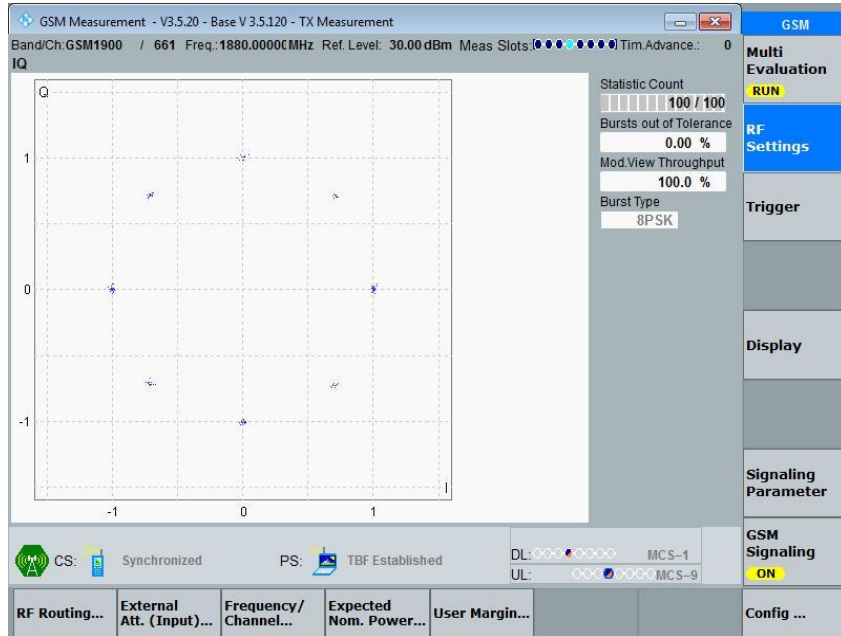 GSM Measurement - V3.5.20 - Base V 3.5.120 - TX Measurement
GSM
Band/Ch:GSM1900 / 661 Freq.:1880.0000 MHz Ref. Level: 30.00 dBm Meas Slots: Tim.Advance.: 0
IQ
Multi
Evaluation
RUN
Q
Statistic Count
100 / 100
Bursts out of Tolerance
0.00 %
Mod.View Throughput
100.0 %
Burst Type
8PSK
RF
Settings
Trigger
Display
1
0
-1
I
-1 0 1
Signaling
Parameter
GSM
Signaling
ON
CS: Synchronized PS: TBF Established DL: MCS-1
UL: MCS-9
RF Routing...
External
Att. (Input)...
Frequency/
Channel...
Expected
Nom. Power...
User Margin...
Config ...